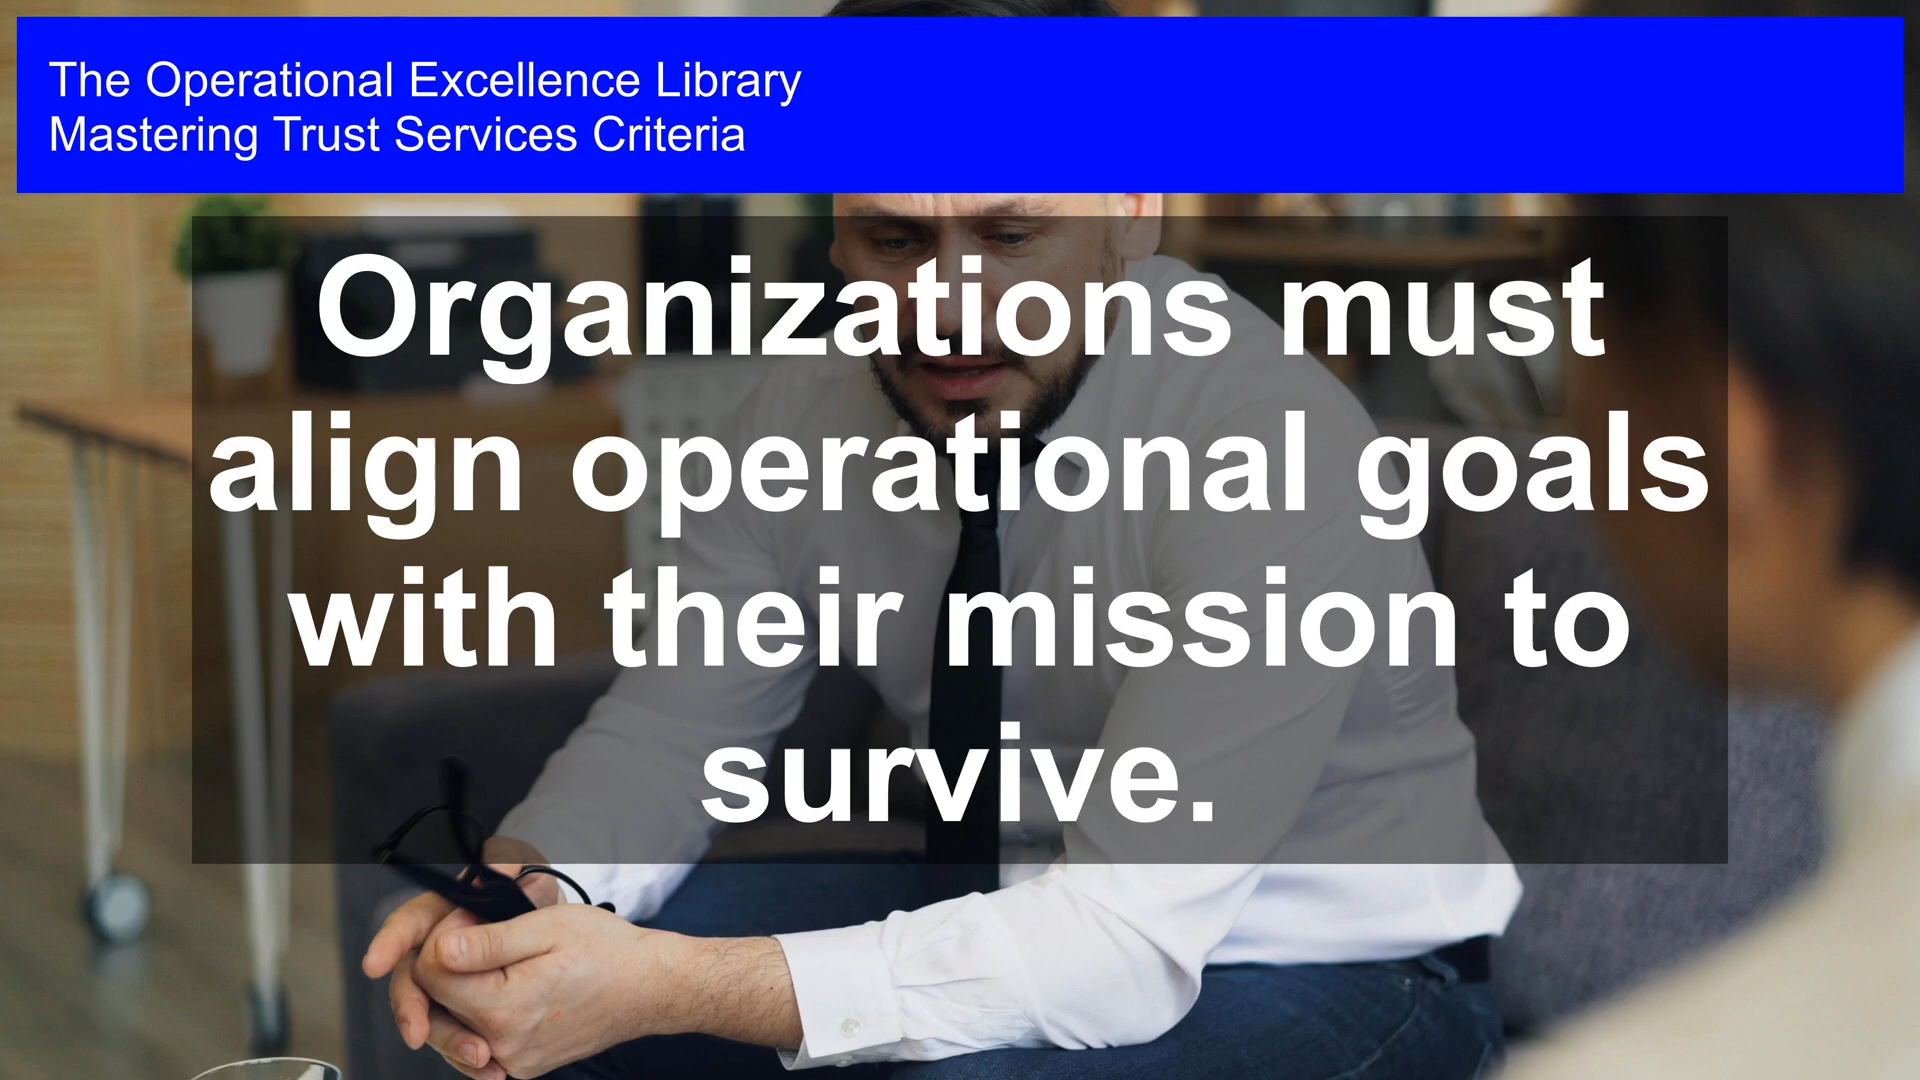 The Operational Excellence Library
Mastering Trust Services Criteria
Organizations must
align operational goals
with their mission to
survive.